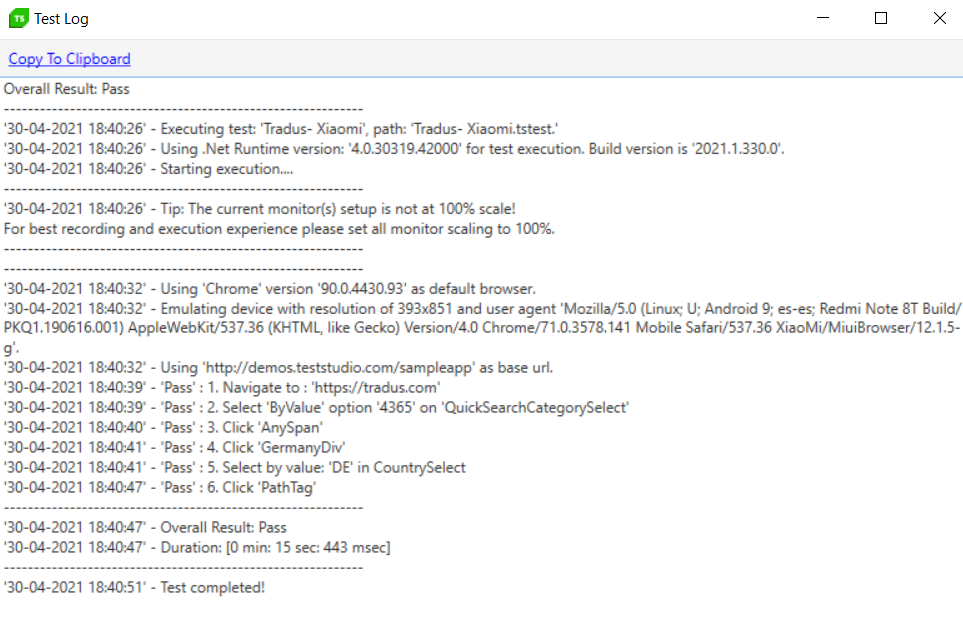 TS Test Log
Copy To Clipboard
Overall Result: Pass
------------------------------------------------------------
'30-04-2021 18:40:26' - Executing test: 'Tradus- Xiaomi', path: 'Tradus- Xiaomi.tstest.'
'30-04-2021 18:40:26' - Using .Net Runtime version: '4.0.30319.42000' for test execution. Build version is '2021.1.330.0'.
'30-04-2021 18:40:26' - Starting execution....
------------------------------------------------------------
'30-04-2021 18:40:26' - Tip: The current monitor(s) setup is not at 100% scale!
For best recording and execution experience please set all monitor scaling to 100%.
------------------------------------------------------------
------------------------------------------------------------
'30-04-2021 18:40:32' - Using 'Chrome' version '90.0.4430.93' as default browser.
'30-04-2021 18:40:32' - Emulating device with resolution of 393x851 and user agent 'Mozilla/5.0 (Linux; U; Android 9; es-es; Redmi Note 8T Build/
PKQ1.190616.001) AppleWebKit/537.36 (KHTML, like Gecko) Version/4.0 Chrome/71.0.3578.141 Mobile Safari/537.36 XiaoMi/MiuiBrowser/12.1.5-
g'.
'30-04-2021 18:40:32' - Using 'http://demos.teststudio.com/sampleapp' as base url.
'30-04-2021 18:40:39' - 'Pass' : 1. Navigate to : 'https://tradus.com'
'30-04-2021 18:40:39' - 'Pass' : 2. Select 'ByValue' option '4365' on 'QuickSearchCategorySelect'
'30-04-2021 18:40:40' - 'Pass' : 3. Click 'AnySpan'
'30-04-2021 18:40:41' - 'Pass' : 4. Click 'GermanyDiv'
'30-04-2021 18:40:41' - 'Pass' : 5. Select by value: 'DE' in CountrySelect
'30-04-2021 18:40:47' - 'Pass' : 6. Click 'PathTag'
------------------------------------------------------------
'30-04-2021 18:40:47' - Overall Result: Pass
'30-04-2021 18:40:47' - Duration: [0 min: 15 sec: 443 msec]
------------------------------------------------------------
'30-04-2021 18:40:51' - Test completed!